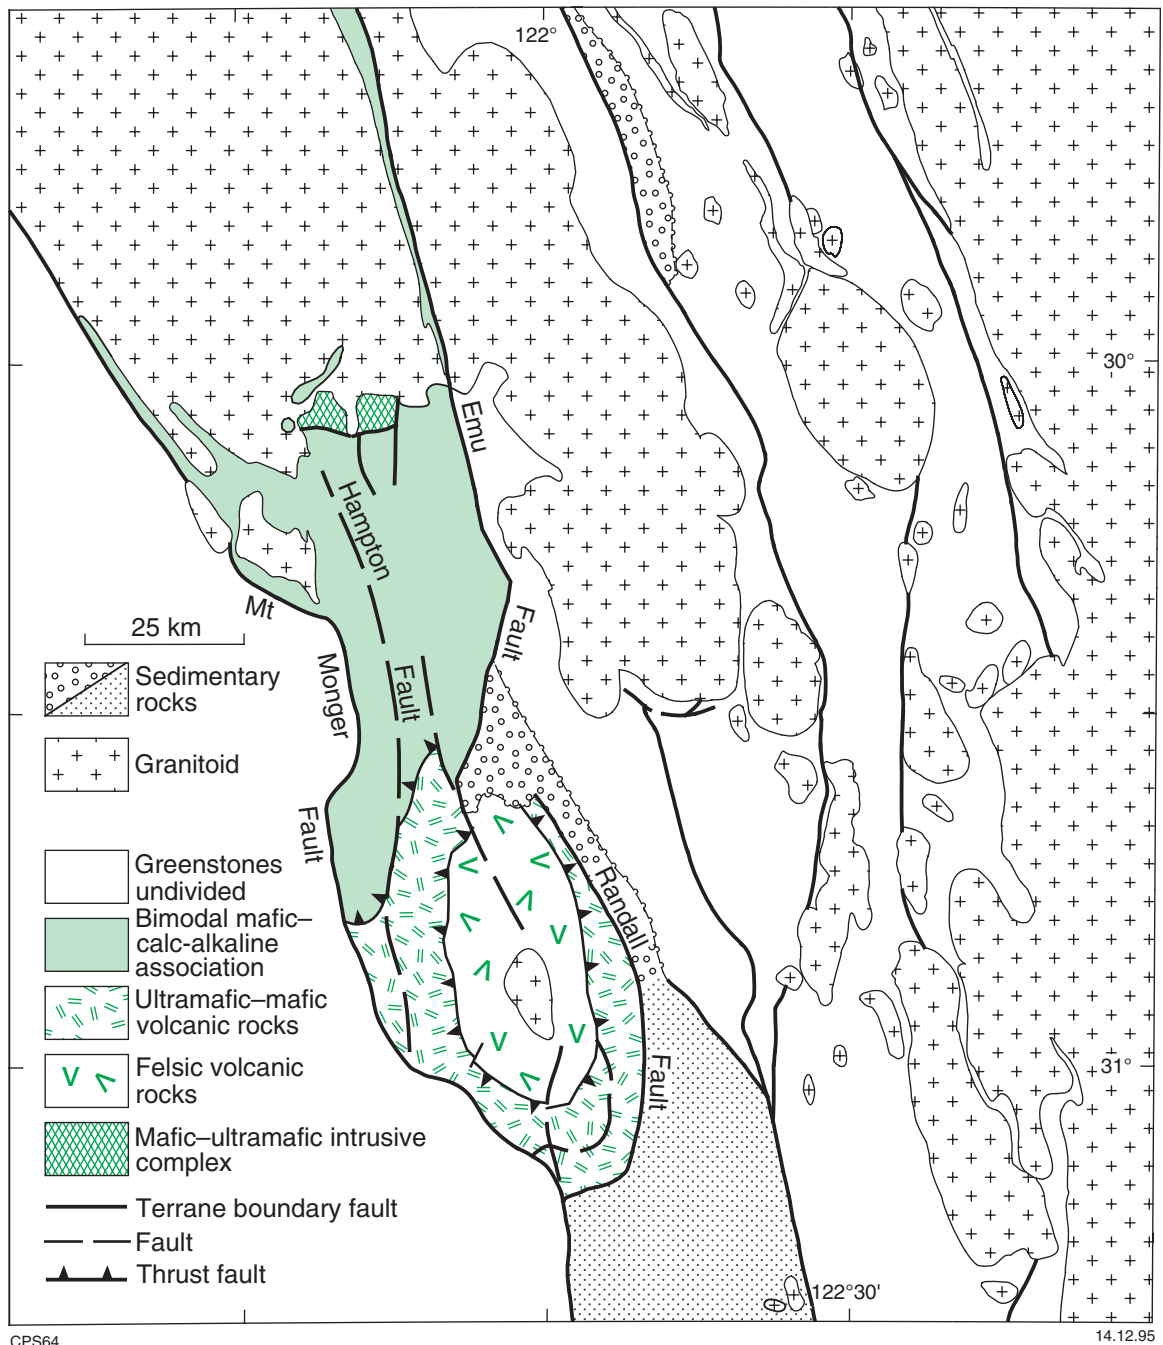 122°
30°
Emu
Hampton
Mt
Fault
25 km
Monger
Fault
Sedimentary
rocks
Granitoid
Fault
Greenstones
undivided
Randall
Bimodal mafic–
calc-alkaline
association
Ultramafic–mafic
volcanic rocks
Felsic volcanic
rocks
Fault
31°
Mafic–ultramafic intrusive
complex
Terrane boundary fault
Fault
Thrust fault
122°30'
CPS64
14.12.95